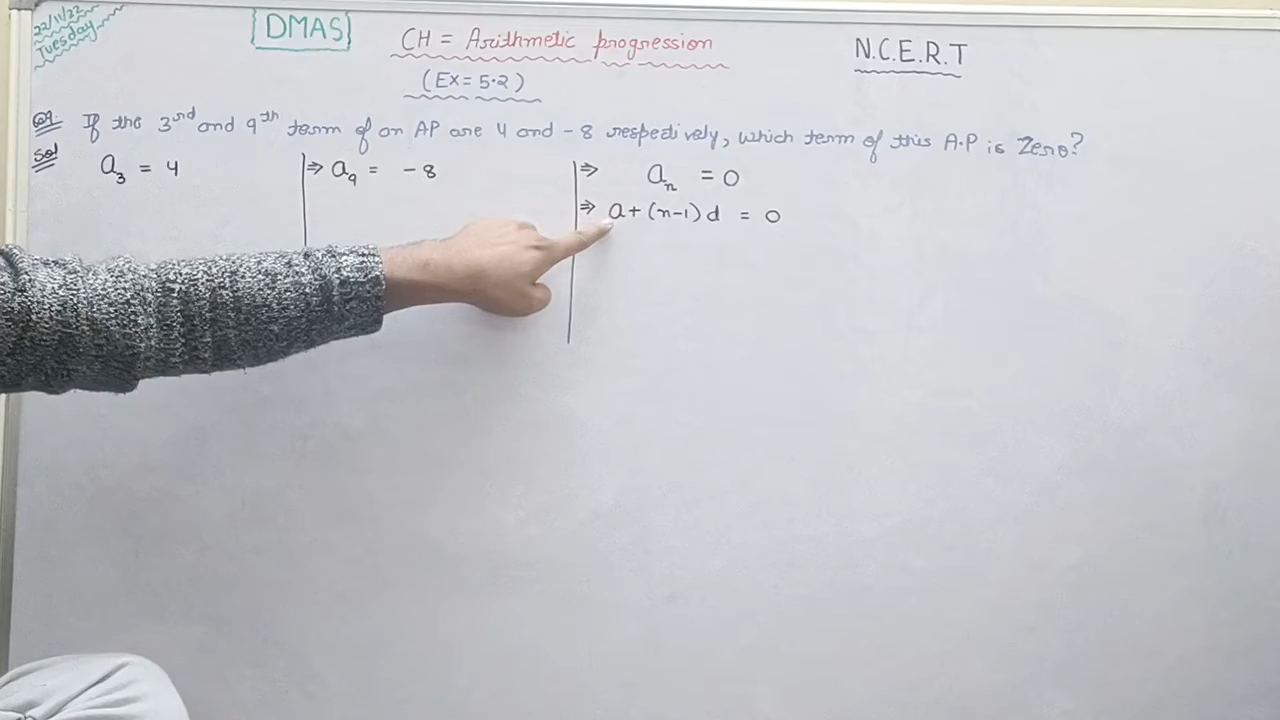 22/11/22
Tuesday
[DMAS]
CH = Arithmetic progression
N.C.E.R.T
(Ex = 5.2)
Q9. If the 3rd and 9th term of an AP are 4 and -8 respectively, which term of this A.P is Zero?
Sol
a₃ = 4
⇒ a₉ = -8
⇒ aₙ = 0
⇒ a+(n-1)d = 0